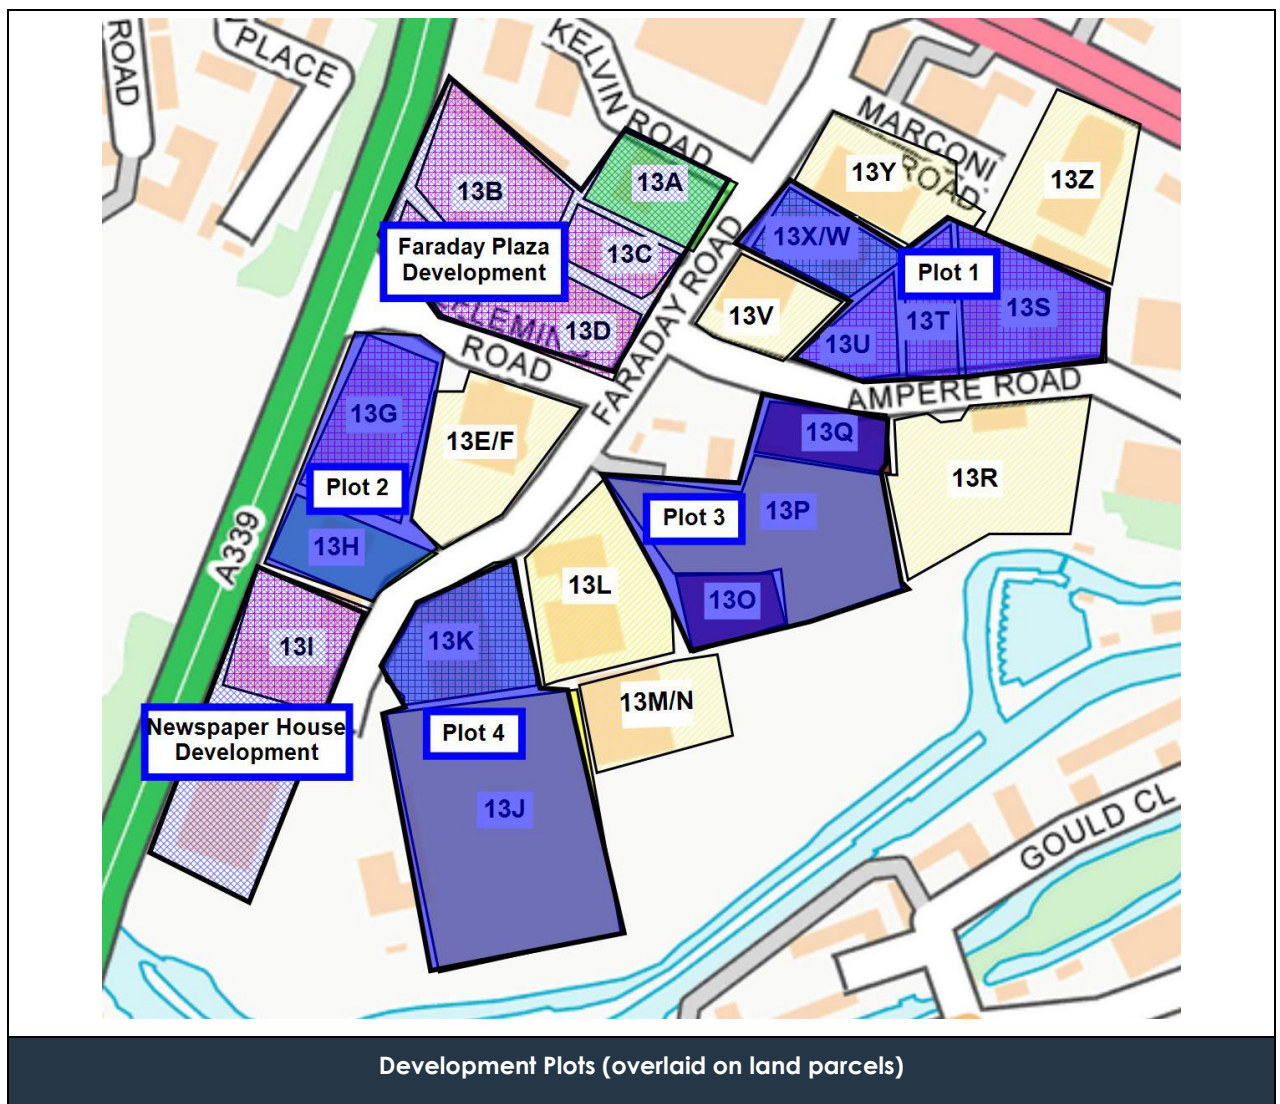 ROAD
PLACE
KELVIN ROAD
MARCONI
ROAD
13A
13B
13Y
13Z
13X/W
13C
Faraday Plaza
Development
Plot 1
13S
13T
13V
13U
13D
FLEMING
ROAD
FARADAY ROAD
AMPERE ROAD
13G
13E/F
13Q
13R
Plot 2
Plot 3
13P
13H
A339
13L
13O
13I
13K
13M/N
Newspaper House
Development
Plot 4
13J
GOULD CL
Development Plots (overlaid on land parcels)